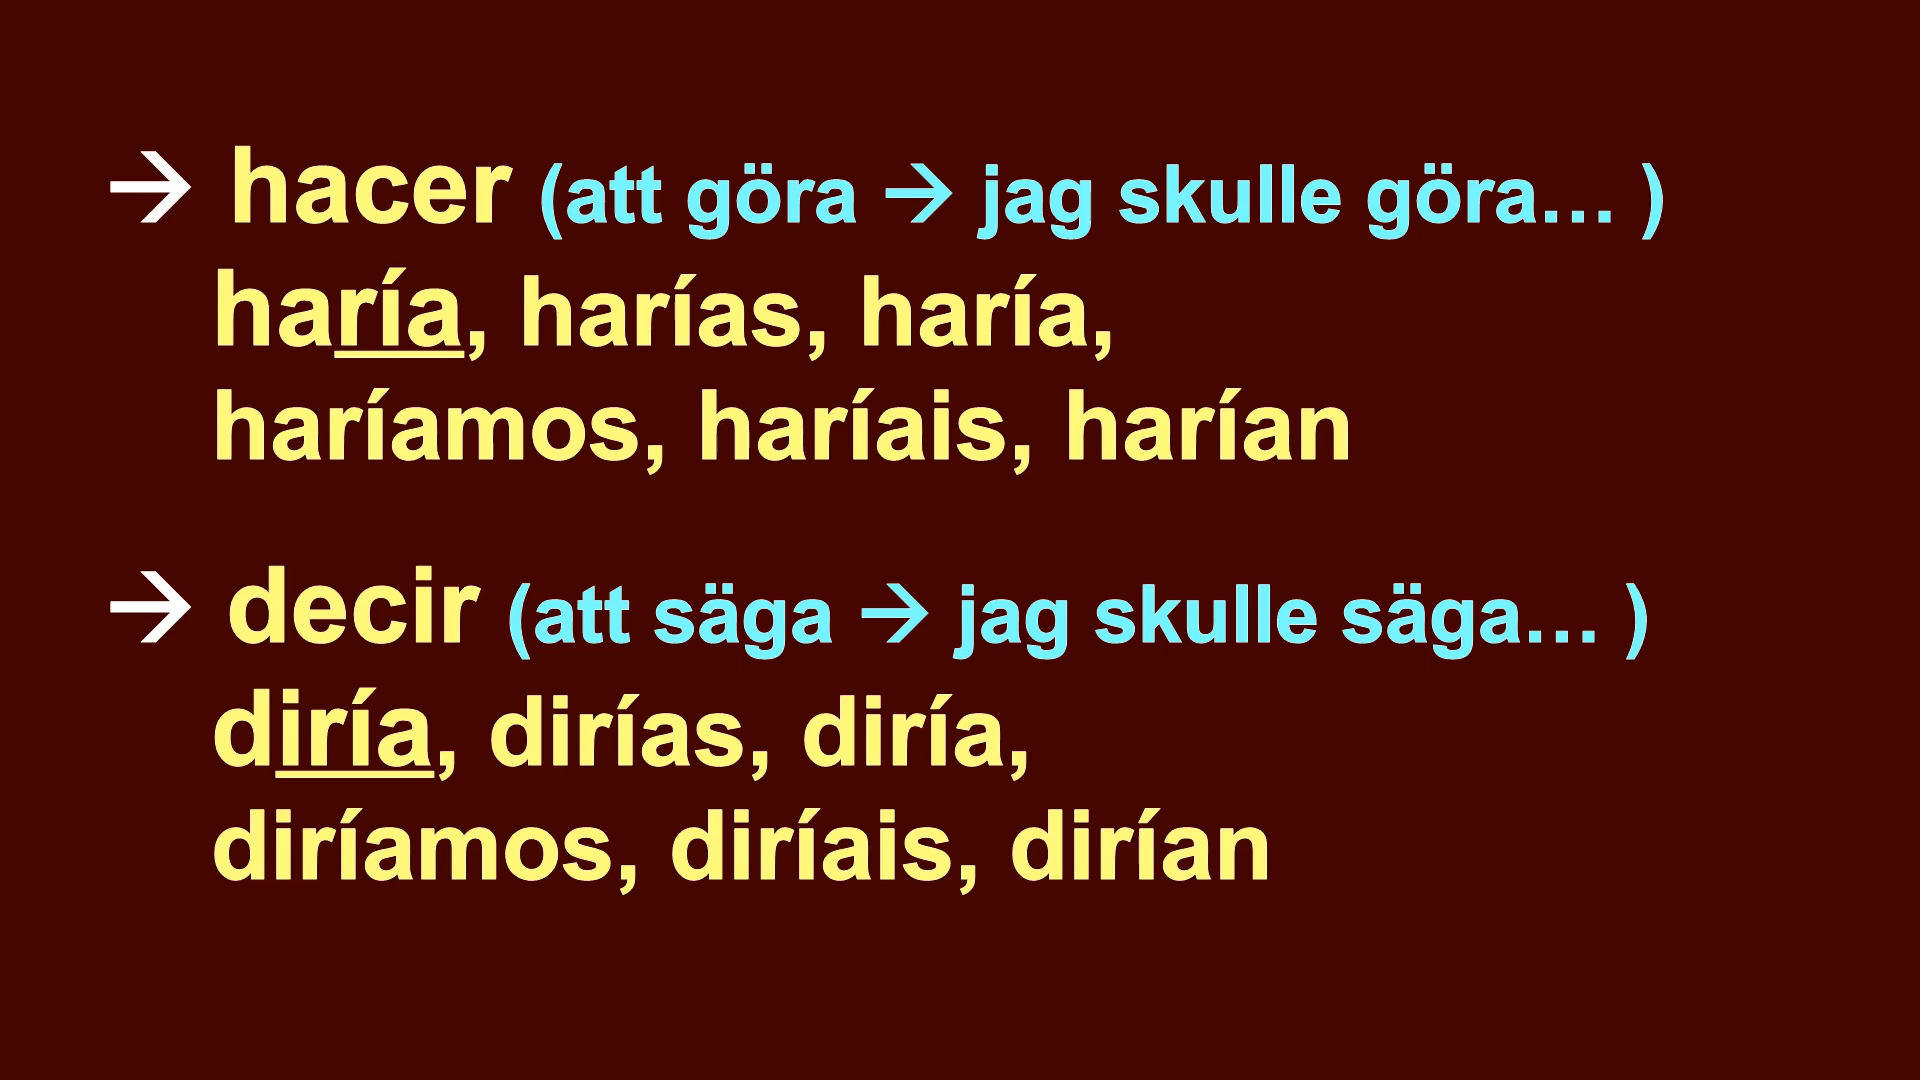 → hacer (att göra → jag skulle göra… )
haría, harías, haría,
haríamos, haríais, harían
→ decir (att säga → jag skulle säga… )
diría, dirías, diría,
diríamos, diríais, dirían